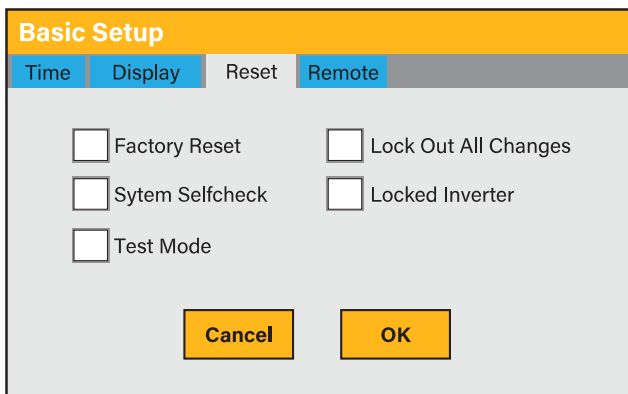 Basic Setup
Time Display Reset Remote
Factory Reset Lock Out All Changes
Sytem Selfcheck Locked Inverter
Test Mode
Cancel OK